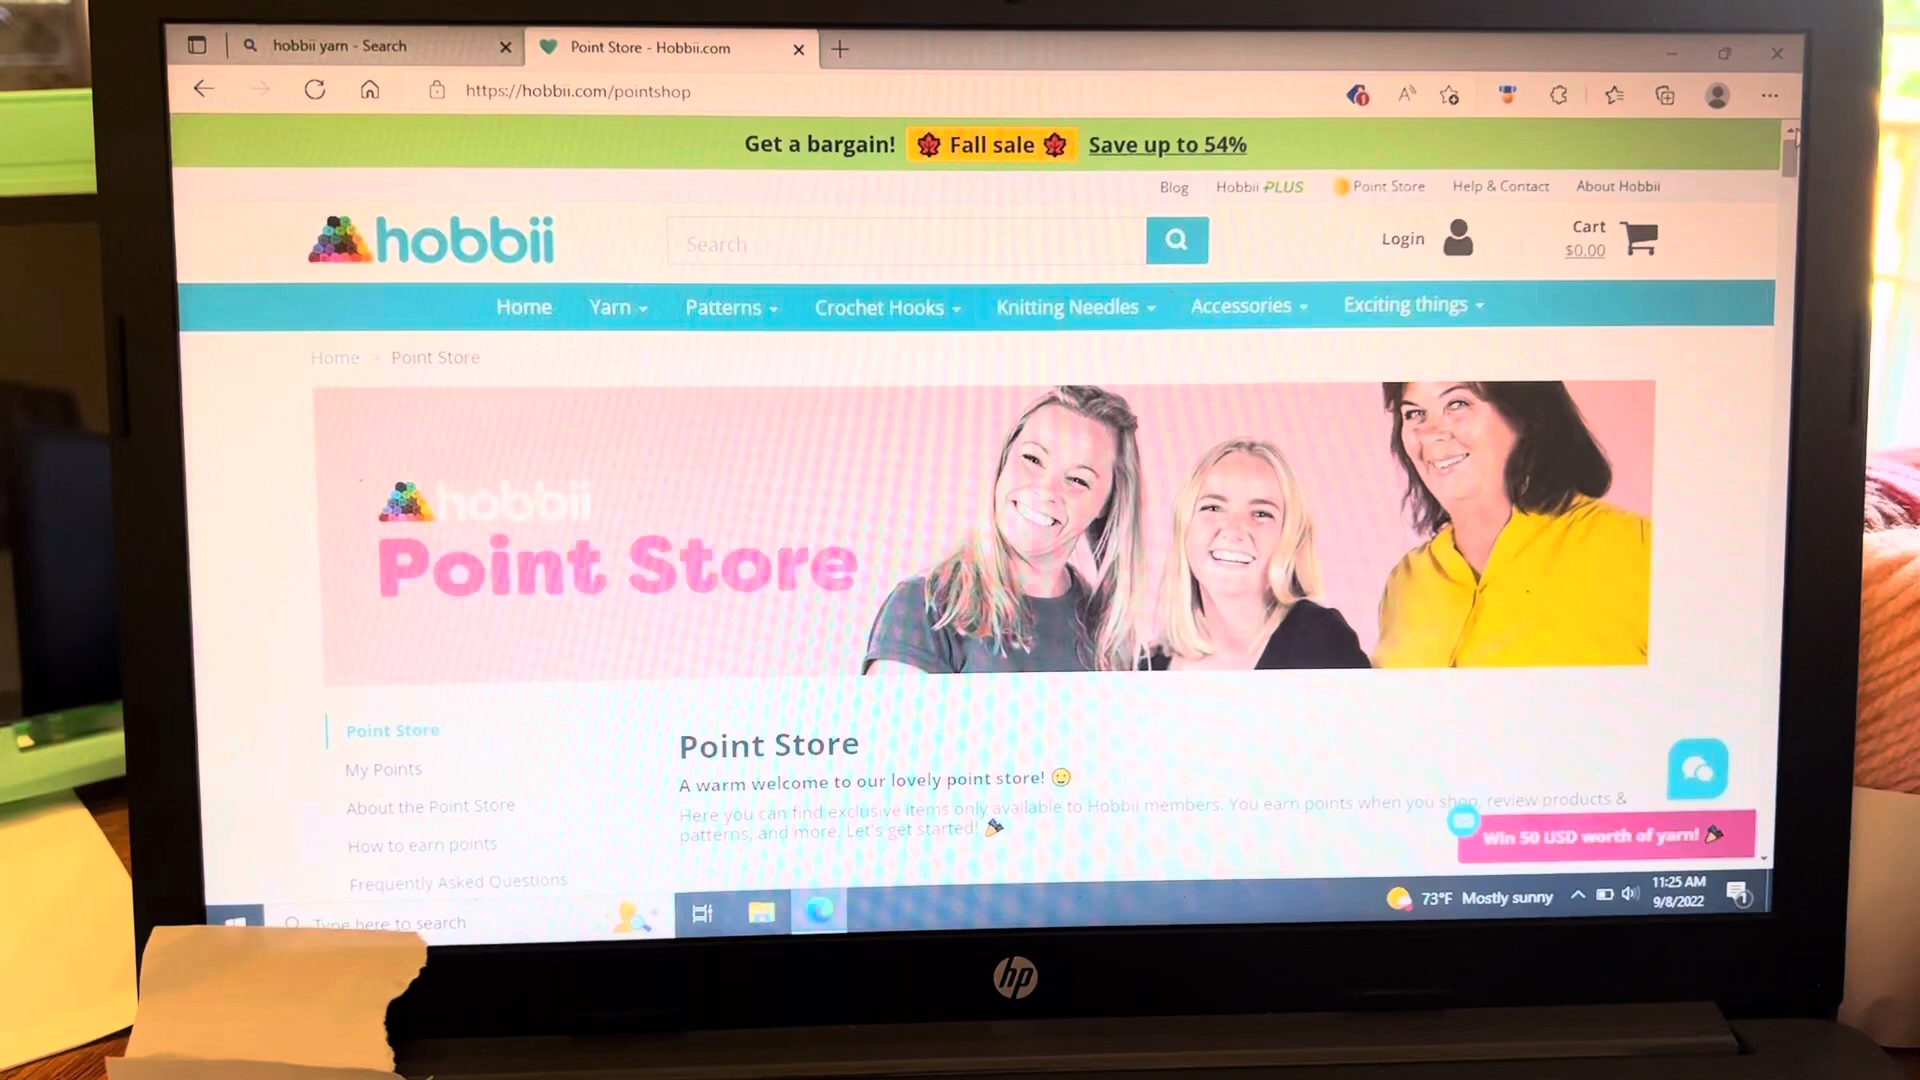 hobbii yarn - Search
Point Store - Hobbii.com
https://hobbii.com/pointshop
Get a bargain! Fall sale Save up to 54%
Blog Hobbii PLUS Point Store Help & Contact About Hobbii
hobbii
Search
Login
Cart
$0.00
Home Yarn Patterns Crochet Hooks Knitting Needles Accessories Exciting things
Home > Point Store
hobbii
Point Store
Point Store
My Points
About the Point Store
How to earn points
Frequently Asked Questions
Point Store
A warm welcome to our lovely point store!
Here you can find exclusive items only available to Hobbii members. You earn points when you shop, review products &
patterns, and more. Let's get started!
Win 50 USD worth of yarn!
Type here to search
73°F Mostly sunny
11:25 AM
9/8/2022
hp